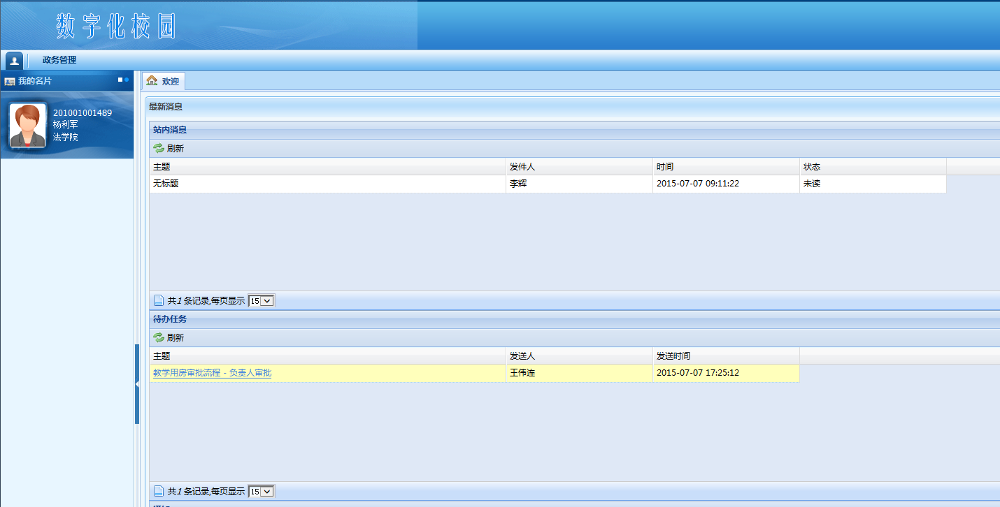 数字化校园
政务管理
我的名片
201001001489
杨利军
法学院
欢迎
最新消息
站内消息
刷新
主题 发件人 时间 状态
无标题 李辉 2015-07-07 09:11:22 未读
共1条记录,每页显示 15
待办任务
刷新
主题 发送人 发送时间
教学用房审批流程 - 负责人审批 王伟连 2015-07-07 17:25:12
共1条记录,每页显示 15